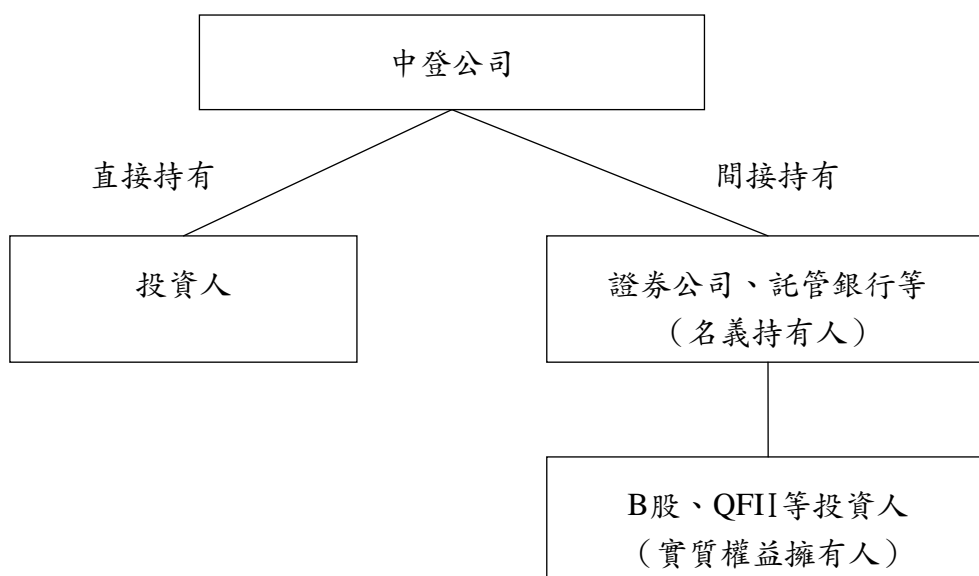 中登公司
直接持有
間接持有
投資人
證券公司、託管銀行等
（名義持有人）
B股、QFII等投資人
（實質權益擁有人）